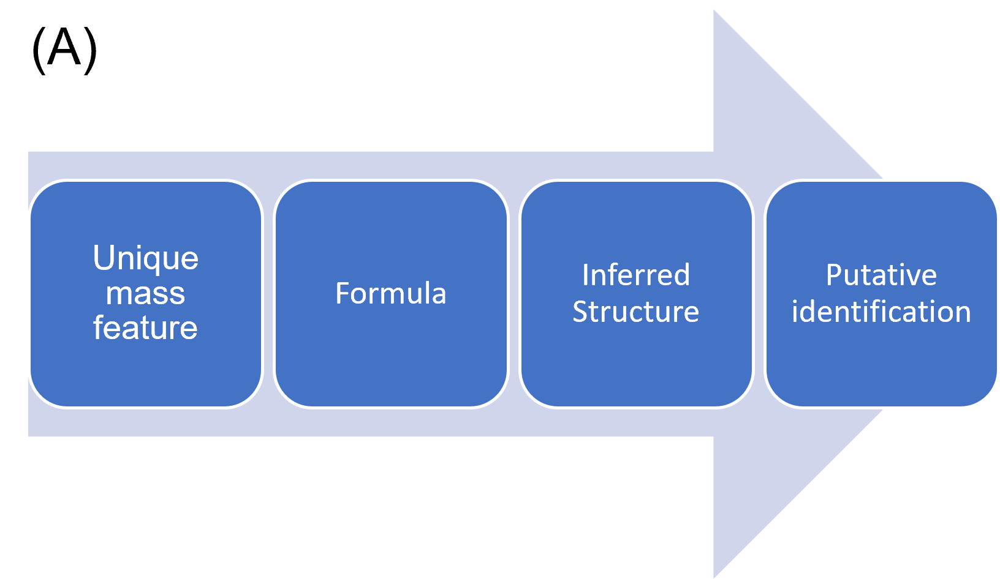 (A)
Unique
mass
feature
Formula
Inferred
Structure
Putative
identification